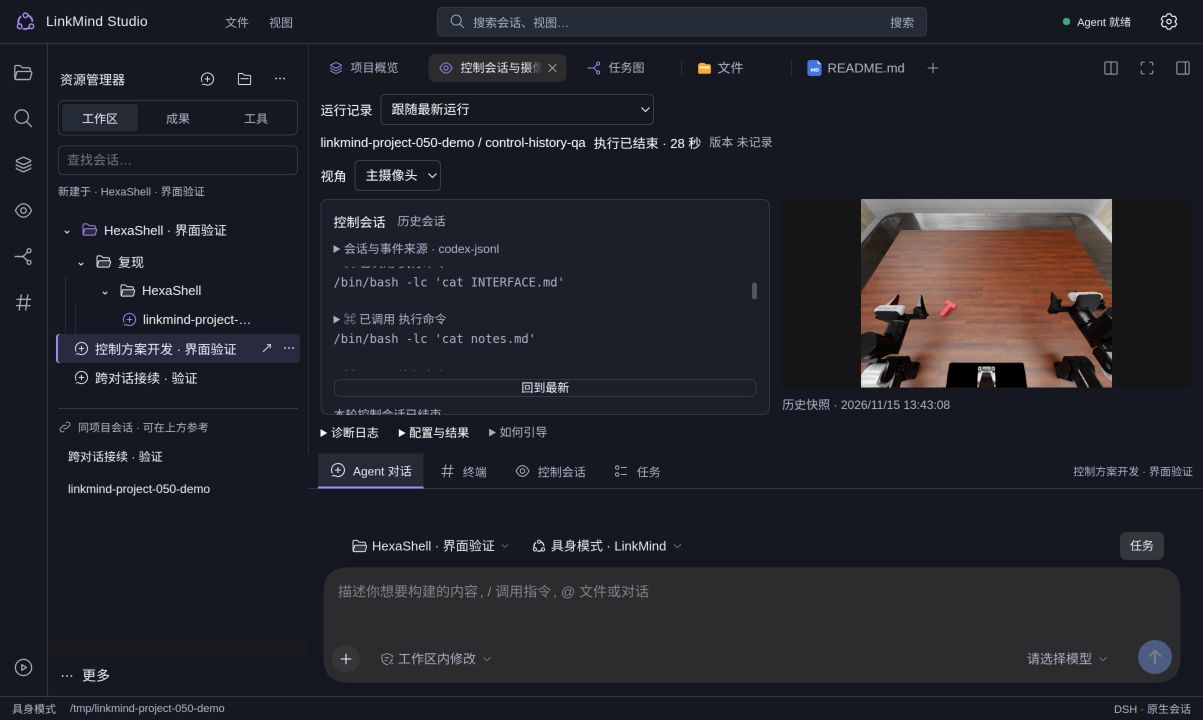 LinkMind Studio
文件 视图
搜索会话、视图... 搜索
Agent 就绪
资源管理器
工作区 成果 工具
查找会话...
新建于 · HexaShell · 界面验证
HexaShell · 界面验证
复现
HexaShell
linkmind-project-...
控制方案开发 · 界面验证
跨对话接续 · 验证
同项目会话 · 可在上方参考
跨对话接续 · 验证
linkmind-project-050-demo
更多
项目概览 控制会话与摄像 任务图 文件 README.md
运行记录 跟随最新运行
linkmind-project-050-demo / control-history-qa 执行已结束 · 28 秒 版本 未记录
视角 主摄像头
控制会话 历史会话
会话与事件来源 · codex-jsonl
/bin/bash -lc 'cat INTERFACE.md'
已调用 执行命令
/bin/bash -lc 'cat notes.md'
回到最新
本轮控制会话已结束
历史快照 · 2026/11/15 13:43:08
诊断日志 配置与结果 如何引导
Agent 对话 终端 控制会话 任务
控制方案开发 · 界面验证
HexaShell · 界面验证 具身模式 · LinkMind 任务
描述你想要构建的内容, / 调用指令, @ 文件或对话
工作区内修改 请选择模型
具身模式 /tmp/linkmind-project-050-demo
DSH · 原生会话